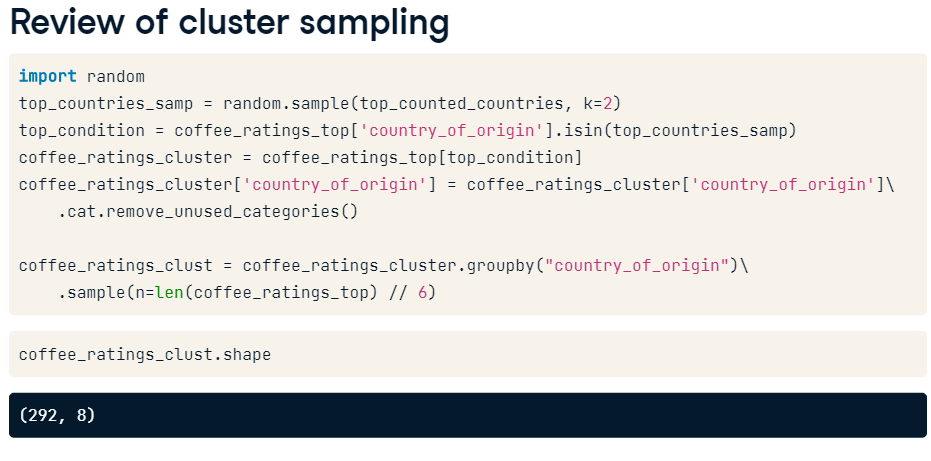 Review of cluster sampling
import random
top_countries_samp = random.sample(top_counted_countries, k=2)
top_condition = coffee_ratings_top['country_of_origin'].isin(top_countries_samp)
coffee_ratings_cluster = coffee_ratings_top[top_condition]
coffee_ratings_cluster['country_of_origin'] = coffee_ratings_cluster['country_of_origin']\
    .cat.remove_unused_categories()
coffee_ratings_clust = coffee_ratings_cluster.groupby("country_of_origin")\
    .sample(n=len(coffee_ratings_top) // 6)
coffee_ratings_clust.shape
(292, 8)